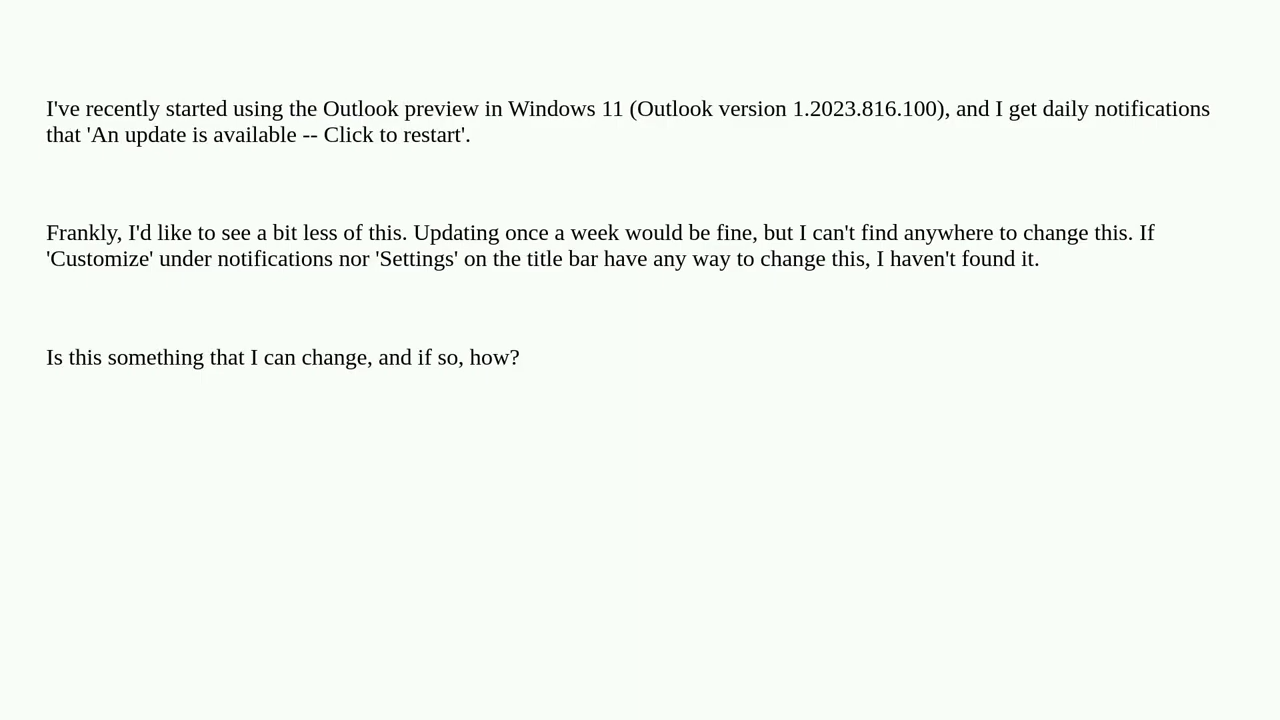 I've recently started using the Outlook preview in Windows 11 (Outlook version 1.2023.816.100), and I get daily notifications
that 'An update is available -- Click to restart'.
Frankly, I'd like to see a bit less of this. Updating once a week would be fine, but I can't find anywhere to change this. If
'Customize' under notifications nor 'Settings' on the title bar have any way to change this, I haven't found it.
Is this something that I can change, and if so, how?